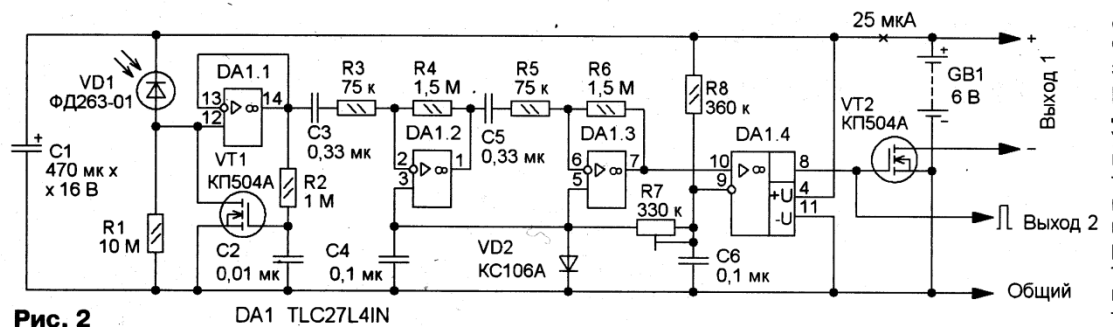 25 мкА
+
VD1
ФД263-01
DA1.1
13
12
14
▷ ∞
R3
75 к
R4
1,5 М
R5
75 к
R6
1,5 М
R8
360 к
GB1
6 В
+
−
Выход 1
VT2
КП504А
C3
0,33 мк
DA1.2
2
3
1
▷ ∞
C5
0,33 мк
DA1.3
6
5
7
▷ ∞
DA1.4
10
9
8
4
11
▷ ∞
+U
-U
−
+
C1
470 мк х
х 16 В
VT1
КП504А
R2
1 М
R7
330 к
Выход 2
R1
10 М
C2
0,01 мк
C4
0,1 мк
VD2
КС106А
C6
0,1 мк
Общий
Рис. 2
DA1 TLC27L4IN